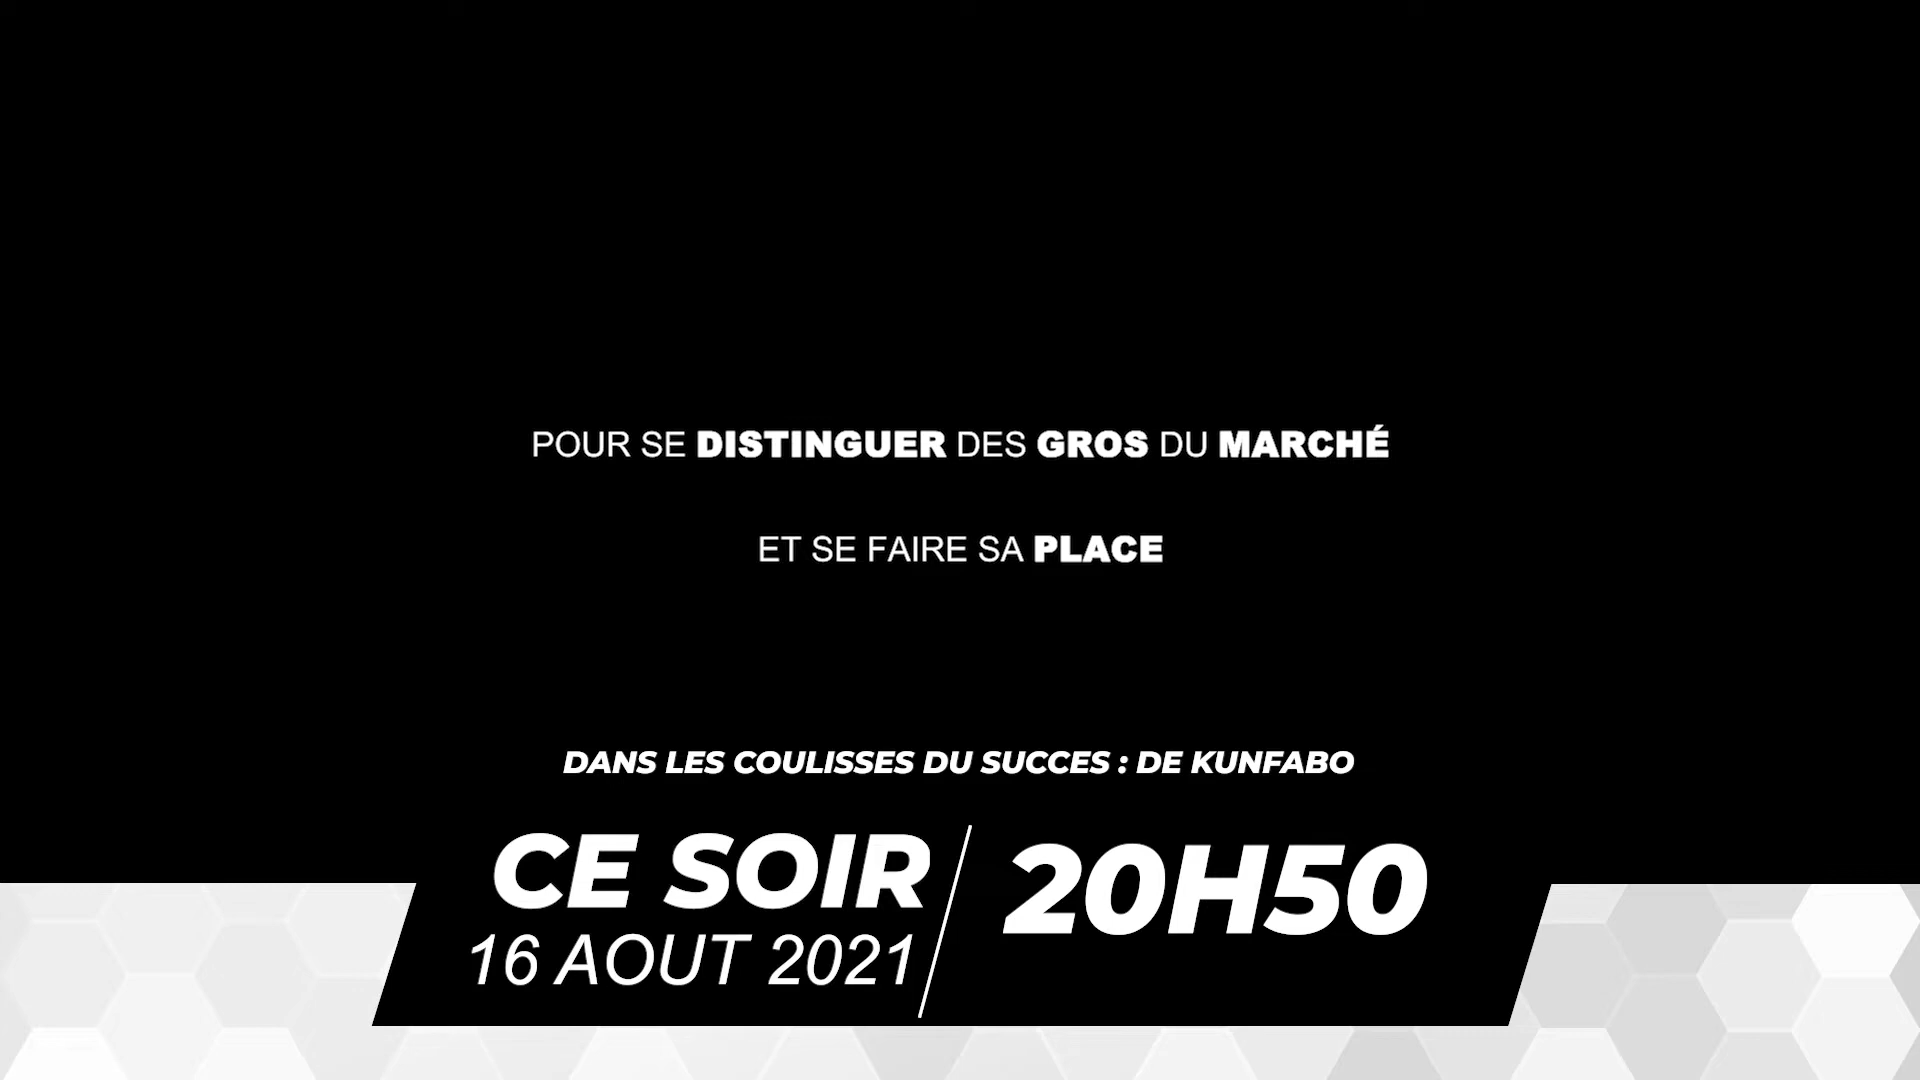 POUR SE DISTINGUER DES GROS DU MARCHÉ
ET SE FAIRE SA PLACE
DANS LES COULISSES DU SUCCES : DE KUNFABO
CE SOIR
16 AOUT 2021
20H50